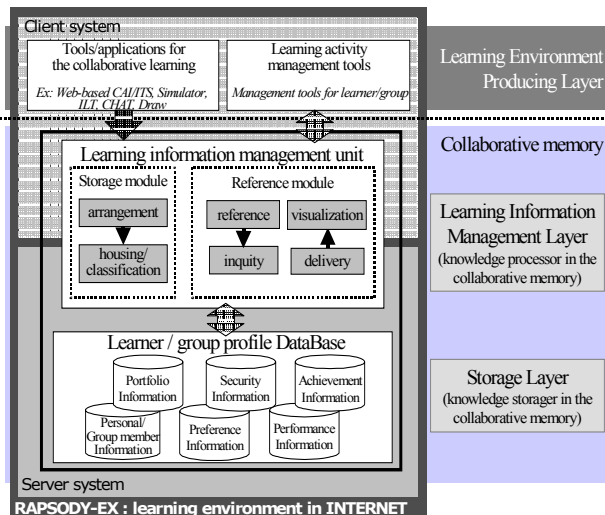 Client system
Tools/applications for
the collaborative learning
Ex: Web-based CAI/ITS, Simulator,
ILT, CHAT, Draw
Learning activity
management tools
Management tools for learner/group
Learning Environment
Producing Layer
Collaborative memory
Learning information management unit
Storage module
arrangement
housing/
classification
Reference module
reference
visualization
inquity
delivery
Learning Information
Management Layer
(knowledge processor in the
collaborative memory)
Learner / group profile DataBase
Portfolio
Information
Security
Information
Achievement
Information
Personal/
Group member
Information
Preference
Information
Performance
Information
Storage Layer
(knowledge storager in the
collaborative memory)
Server system
RAPSODY-EX : learning environment in INTERNET